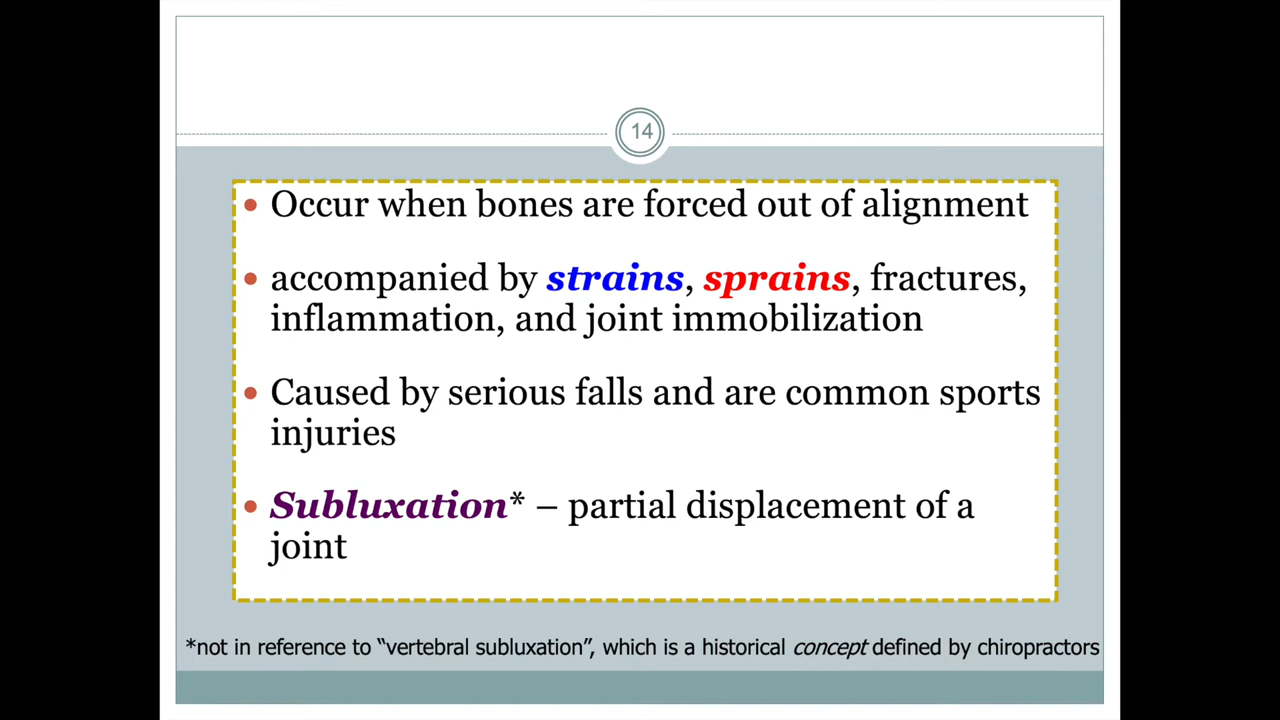 14
• Occur when bones are forced out of alignment
• accompanied by strains, sprains, fractures,
inflammation, and joint immobilization
• Caused by serious falls and are common sports
injuries
• Subluxation* – partial displacement of a
joint
*not in reference to “vertebral subluxation”, which is a historical concept defined by chiropractors